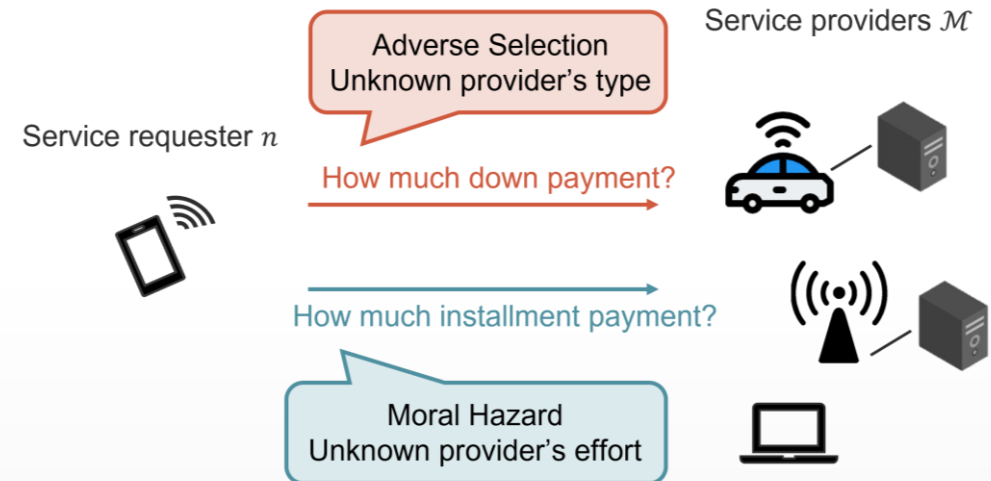 Service providers ℳ
Adverse Selection
Unknown provider's type
Service requester n
How much down payment?
How much installment payment?
Moral Hazard
Unknown provider's effort